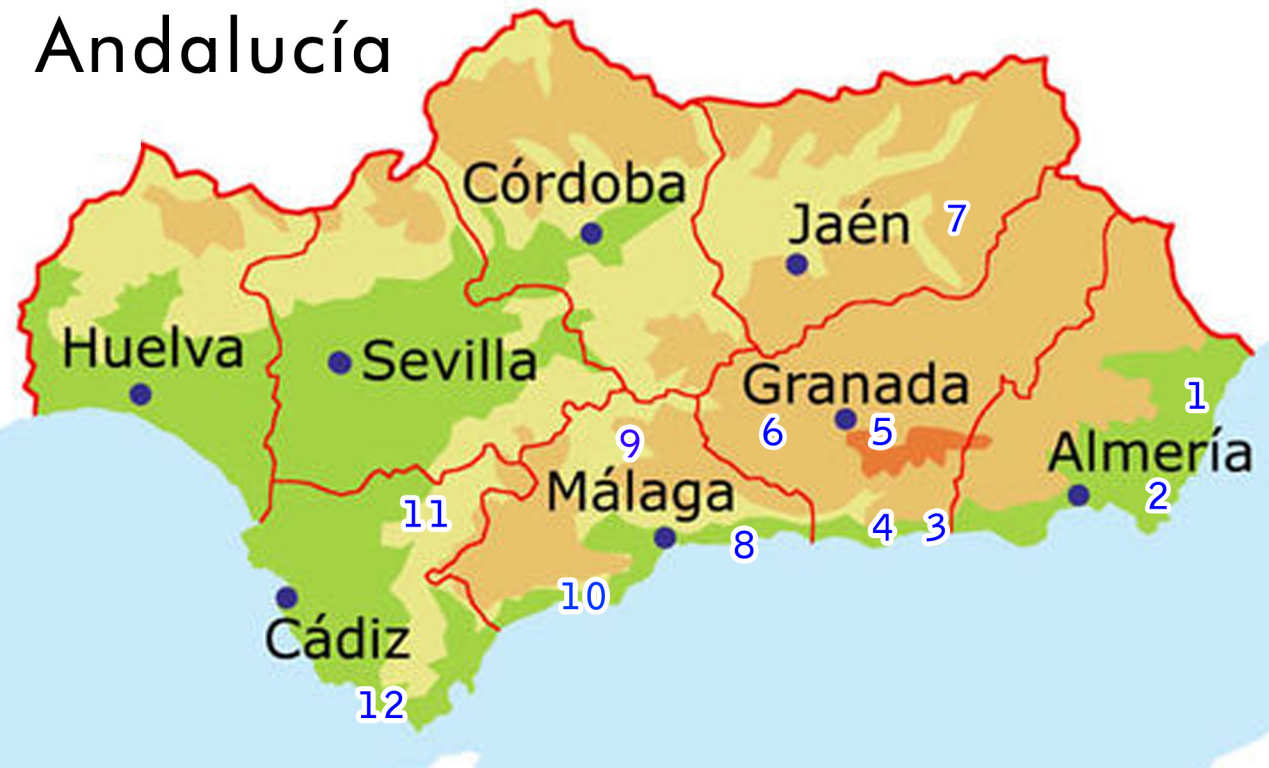 Andalucía
Córdoba
Jaén
7
Huelva
Sevilla
Granada
1
6
5
9
Almería
Málaga
2
11
4
3
8
10
Cádiz
12